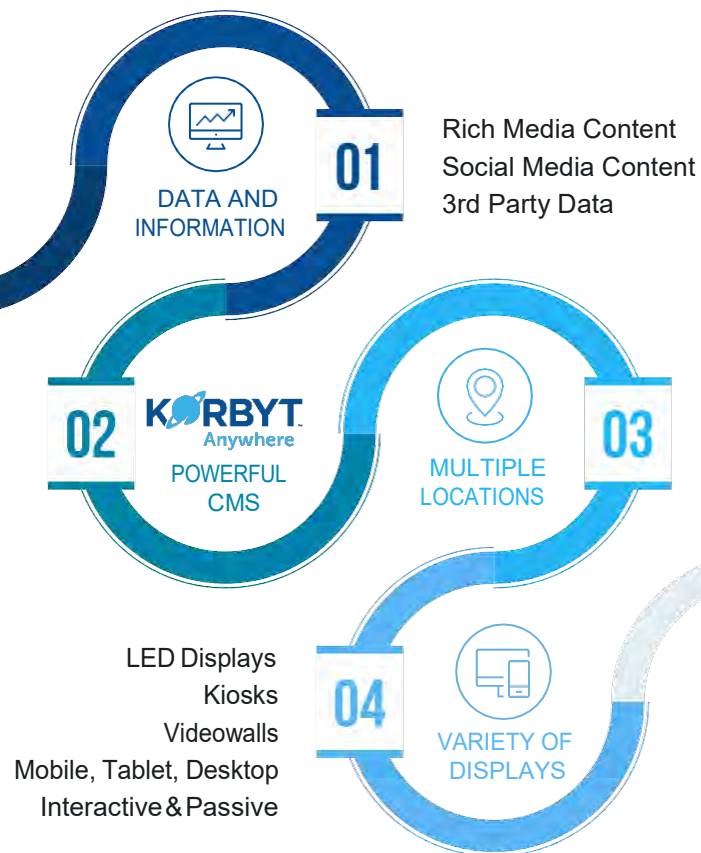 DATA AND
INFORMATION
01
Rich Media Content
Social Media Content
3rd Party Data
02
KORBYT™
Anywhere
POWERFUL
CMS
MULTIPLE
LOCATIONS
03
LED Displays
Kiosks
Videowalls
Mobile, Tablet, Desktop
Interactive & Passive
04
VARIETY OF
DISPLAYS